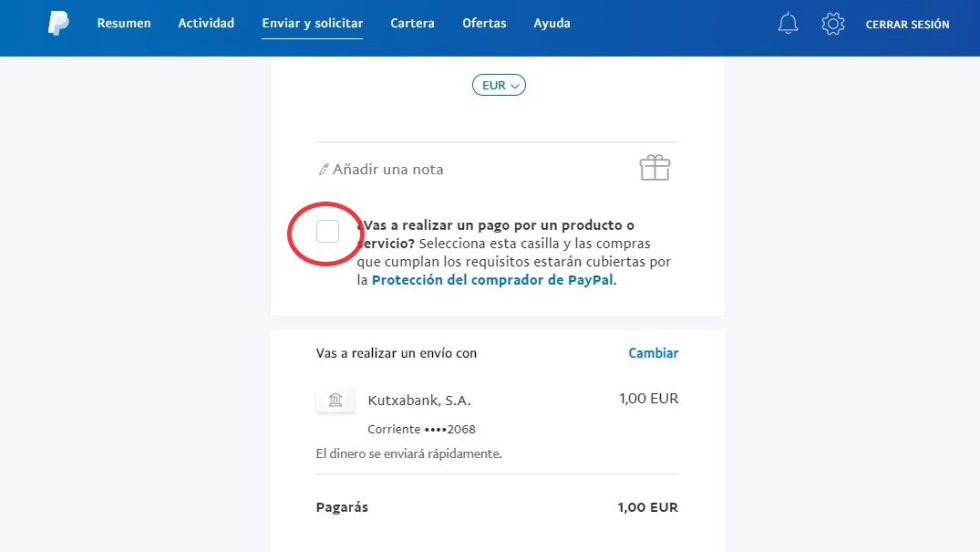 Resumen Actividad Enviar y solicitar Cartera Ofertas Ayuda CERRAR SESIÓN
EUR
Añadir una nota
¿Vas a realizar un pago por un producto o
servicio? Selecciona esta casilla y las compras
que cumplan los requisitos estarán cubiertas por
la Protección del comprador de PayPal.
Vas a realizar un envío con Cambiar
Kutxabank, S.A. 1,00 EUR
Corriente ••••2068
El dinero se enviará rápidamente.
Pagarás 1,00 EUR